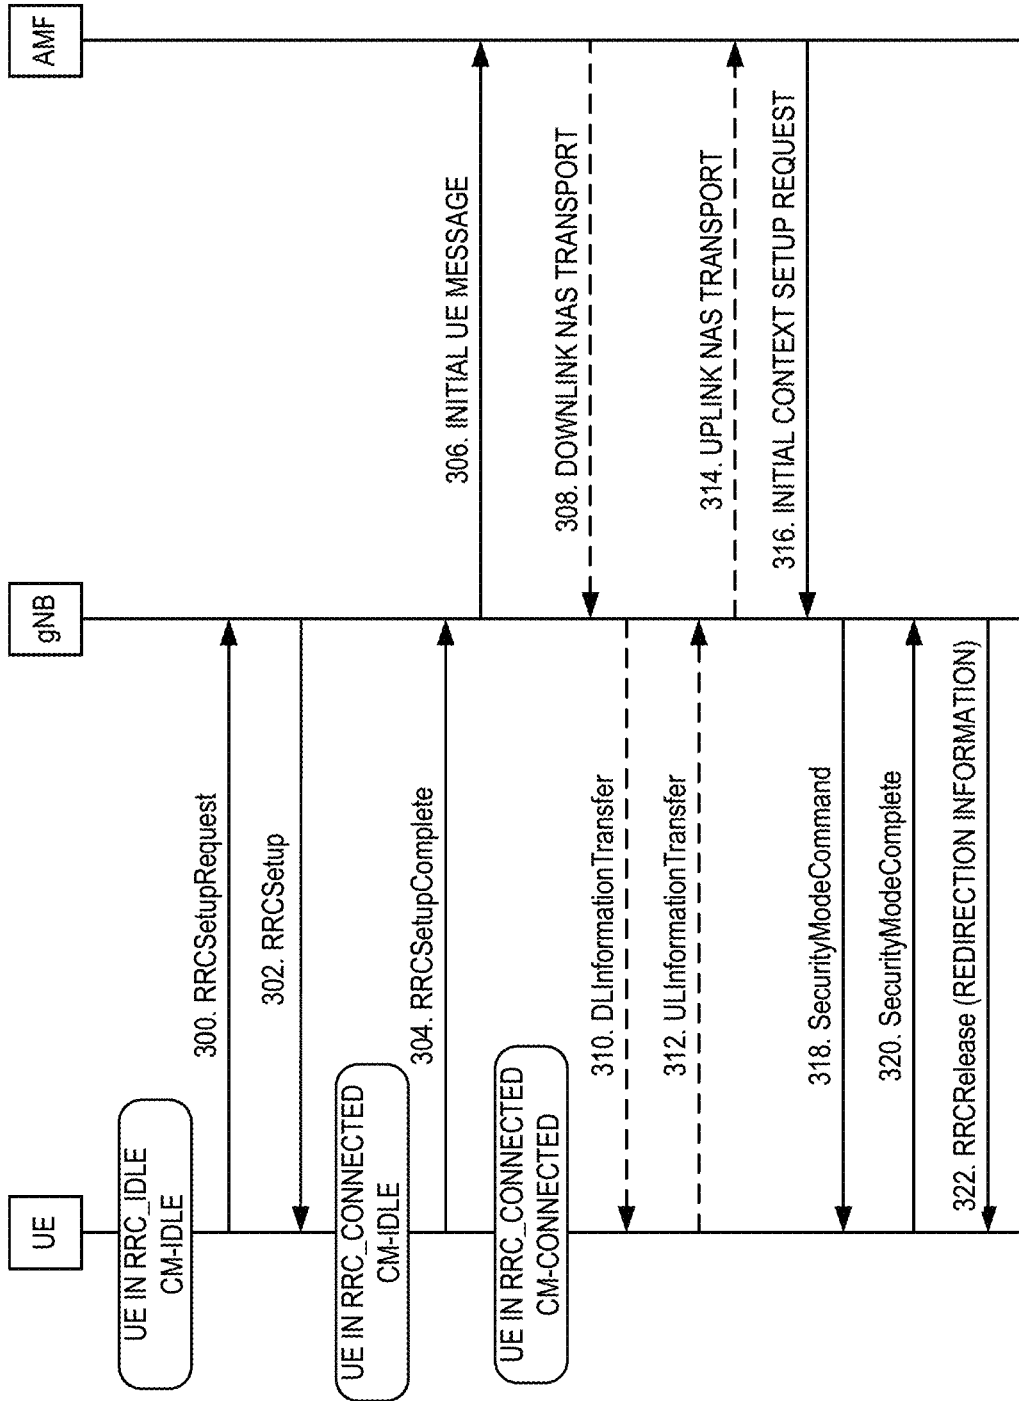 UE
gNB
AMF
UE IN RRC_IDLE
CM-IDLE
300. RRCSetupRequest
302. RRCSetup
UE IN RRC_CONNECTED
CM-IDLE
304. RRCSetupComplete
306. INITIAL UE MESSAGE
UE IN RRC_CONNECTED
CM-CONNECTED
308. DOWNLINK NAS TRANSPORT
310. DLInformationTransfer
312. ULInformationTransfer
314. UPLINK NAS TRANSPORT
316. INITIAL CONTEXT SETUP REQUEST
318. SecurityModeCommand
320. SecurityModeComplete
322. RRCRelease (REDIRECTION INFORMATION)